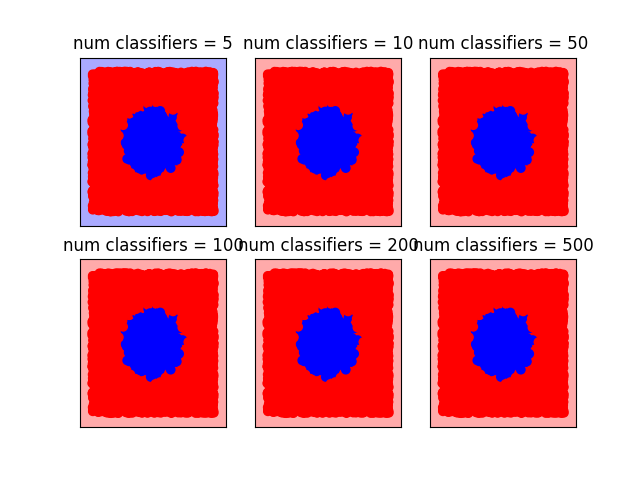 num classifiers = 5
num classifiers = 10
num classifiers = 50
num classifiers = 100
num classifiers = 200
num classifiers = 500